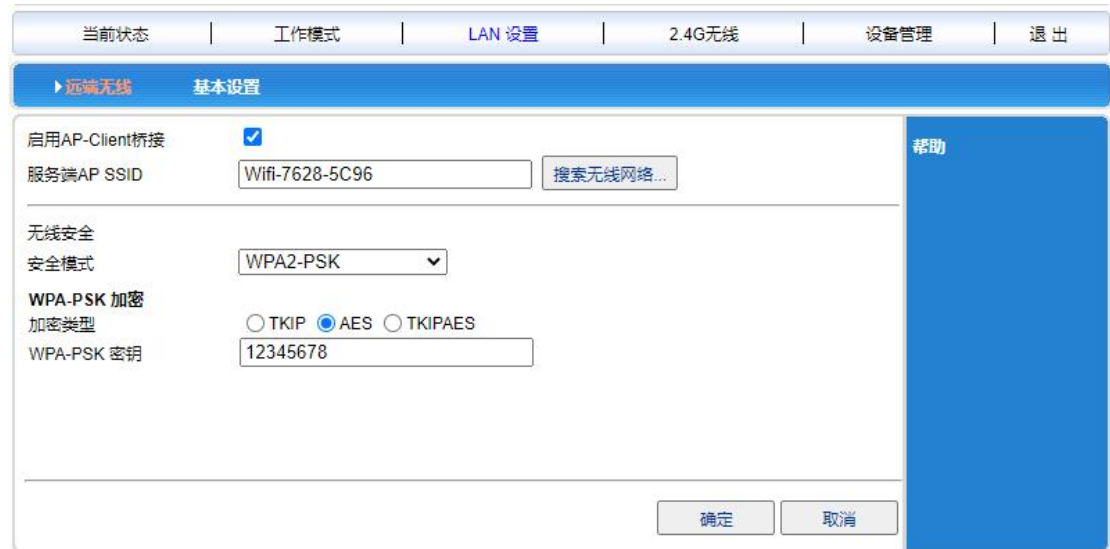 当前状态 工作模式 LAN 设置 2.4G无线 设备管理 退 出
远端无线 基本设置
启用AP-Client桥接
帮助
服务端AP SSID Wifi-7628-5C96 搜索无线网络...
无线安全
安全模式 WPA2-PSK
WPA-PSK 加密
加密类型 TKIP AES TKIPAES
WPA-PSK 密钥 12345678
确定 取消